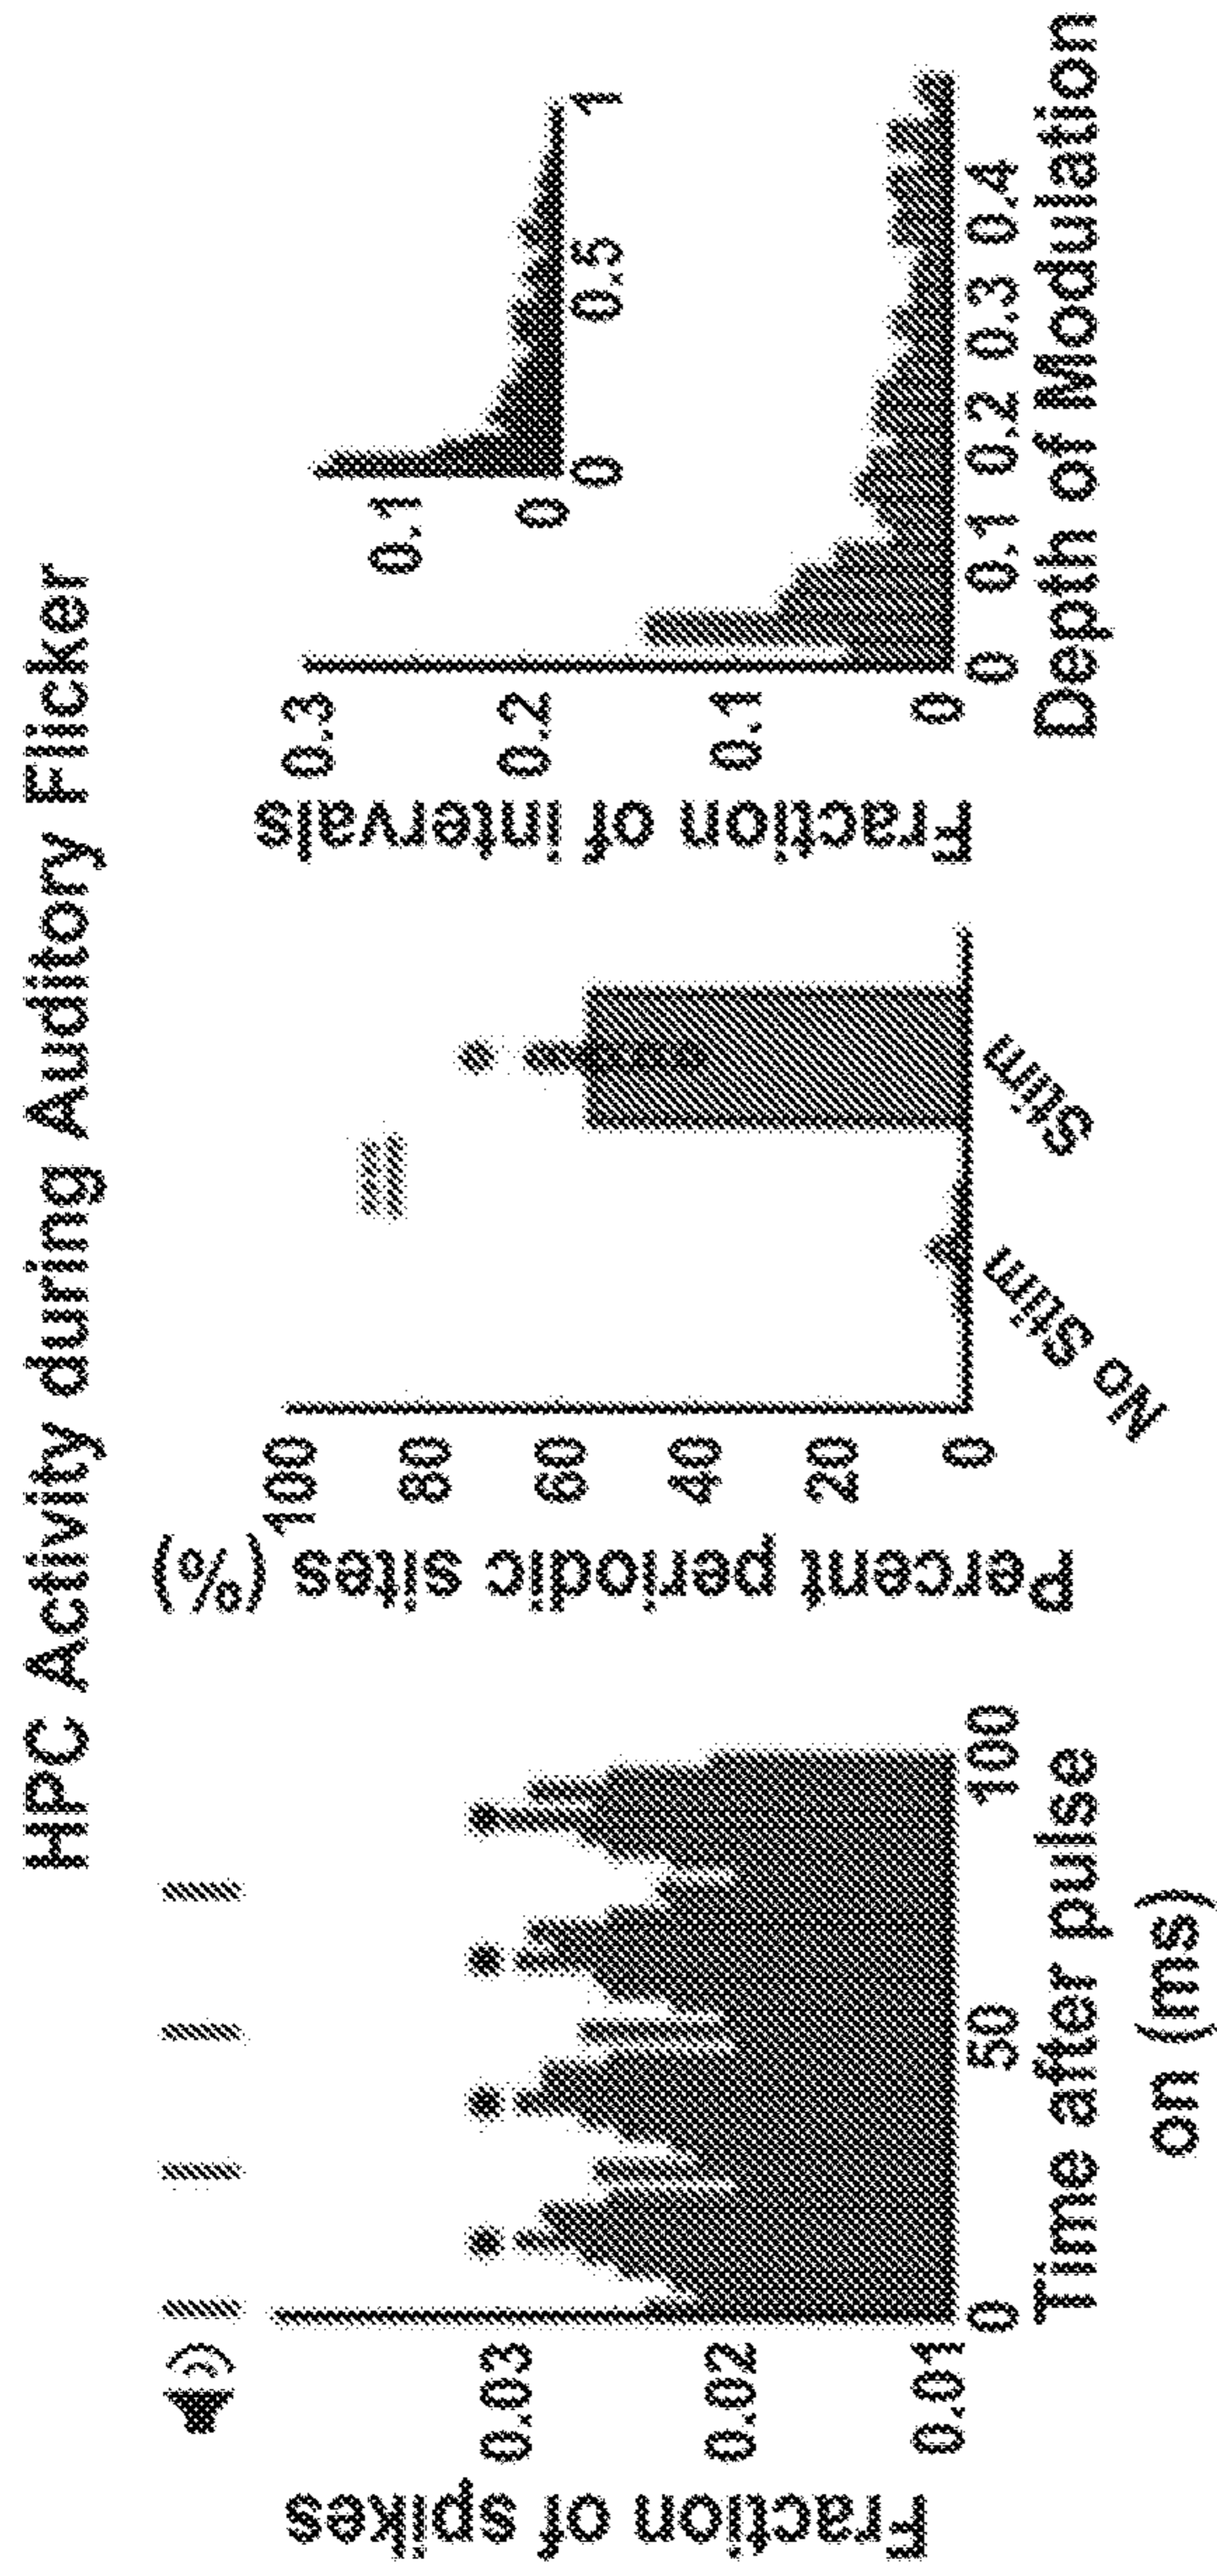 HPC Activity during Auditory Flicker
Fraction of spikes
0.03
0.02
0.01
0
50
100
Time after pulse
on (ms)
Percent periodic sites (%)
100
80
60
40
20
0
No Stim
Stim
Fraction of intervals
0.3
0.2
0.1
0
0
0.1
0.2
0.3
0.4
Depth of Modulation
0.1
0
0
0.5
1